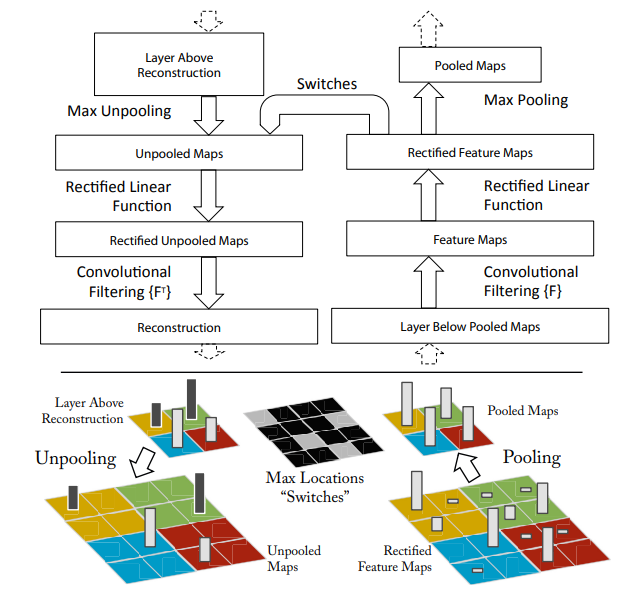 Layer Above
Reconstruction
Pooled Maps
Switches
Max Unpooling
Max Pooling
Unpooled Maps
Rectified Feature Maps
Rectified Linear
Function
Rectified Linear
Function
Rectified Unpooled Maps
Feature Maps
Convolutional
Filtering {Fᵀ}
Convolutional
Filtering {F}
Reconstruction
Layer Below Pooled Maps
Layer Above
Reconstruction
Pooled Maps
Unpooling
Max Locations
“Switches”
Pooling
Unpooled
Maps
Rectified
Feature Maps